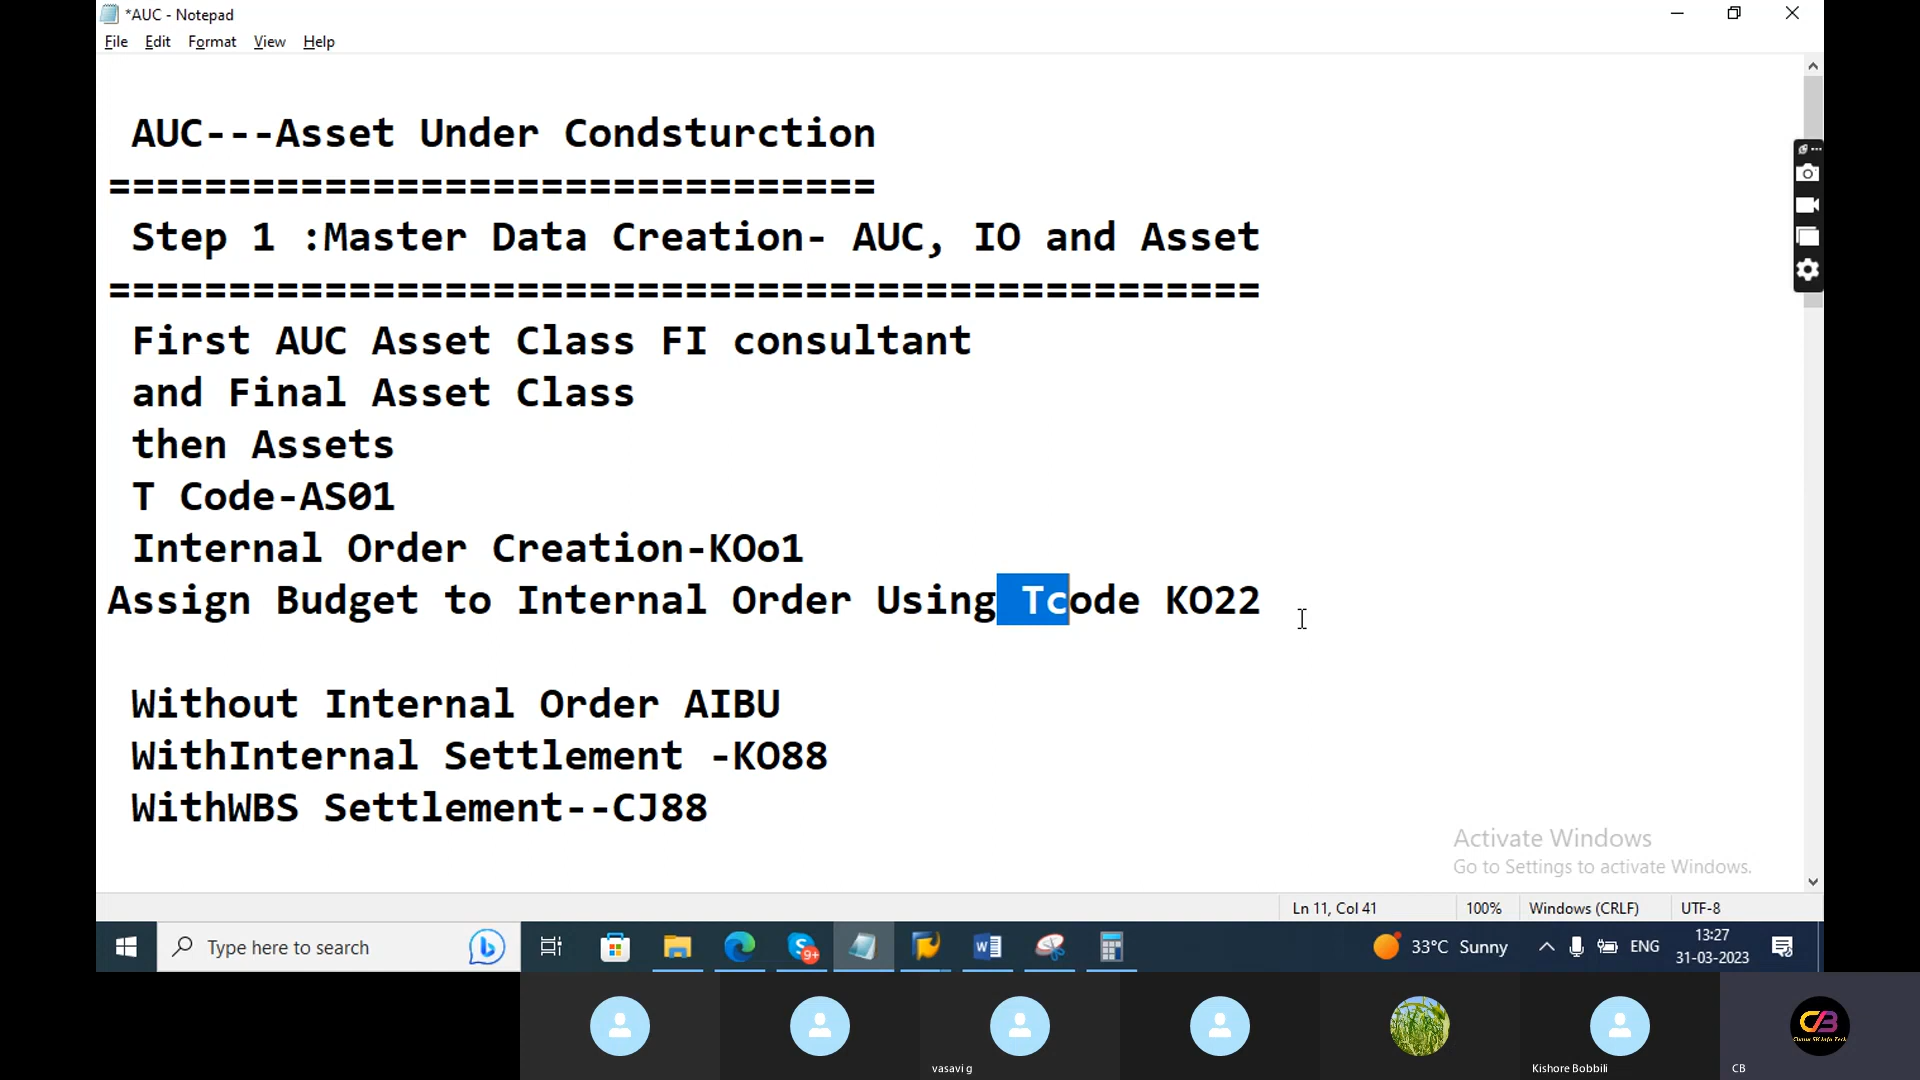 *AUC - Notepad
File Edit Format View Help
AUC---Asset Under Condsturction
================================
Step 1 :Master Data Creation- AUC, IO and Asset
================================================
First AUC Asset Class FI consultant
and Final Asset Class
then Assets
T Code-AS01
Internal Order Creation-KOo1
Assign Budget to Internal Order Using Tcode KO22
Without Internal Order AIBU
WithInternal Settlement -KO88
WithWBS Settlement--CJ88
Activate Windows
Go to Settings to activate Windows.
Ln 11, Col 41 100% Windows (CRLF) UTF-8
Type here to search 9+ 33°C Sunny ENG 13:27
31-03-2023
vasavi g Kishore Bobbili CB